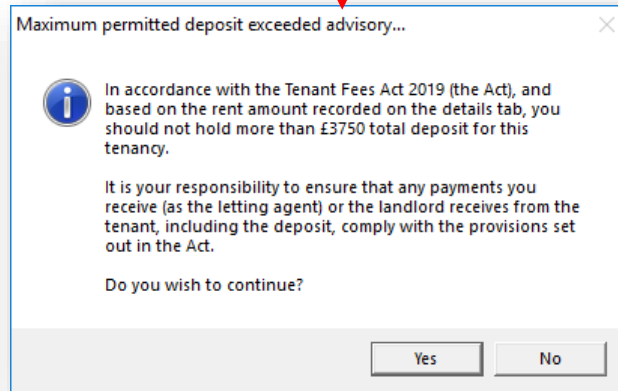 Maximum permitted deposit exceeded advisory...
In accordance with the Tenant Fees Act 2019 (the Act), and
based on the rent amount recorded on the details tab, you
should not hold more than £3750 total deposit for this
tenancy.
It is your responsibility to ensure that any payments you
receive (as the letting agent) or the landlord receives from the
tenant, including the deposit, comply with the provisions set
out in the Act.
Do you wish to continue?
Yes
No